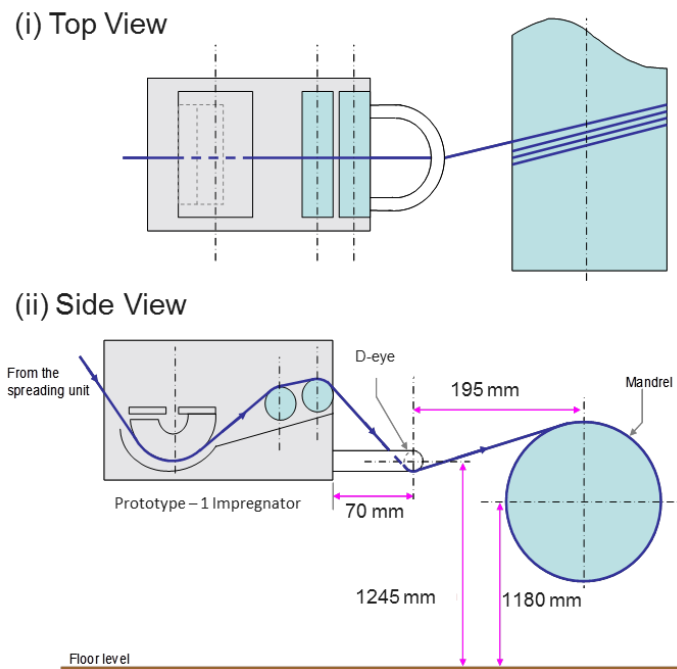 (i) Top View
(ii) Side View
From the
spreading unit
D-eye
195 mm
Mandrel
Prototype – 1 Impregnator
70 mm
1245 mm
1180 mm
Floor level